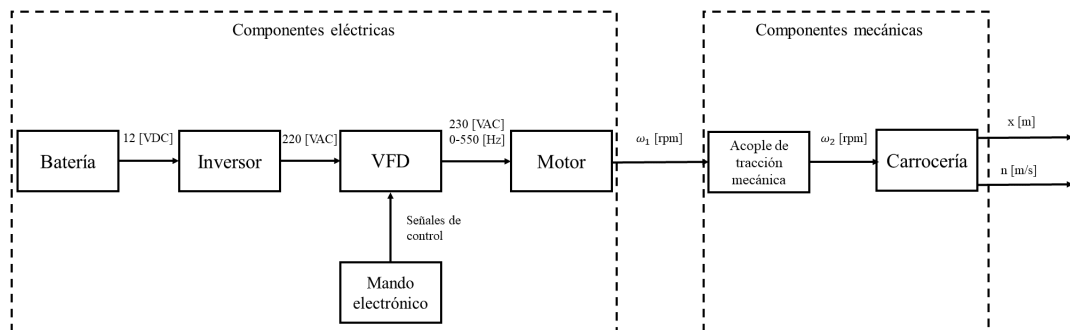 Componentes eléctricas
Componentes mecánicas
Batería
12 [VDC]
Inversor
220 [VAC]
VFD
230 [VAC]
0-550 [Hz]
Motor
ω₁ [rpm]
Acople de
tracción
mecánica
ω₂ [rpm]
Carrocería
x [m]
n [m/s]
Señales de
control
Mando
electrónico